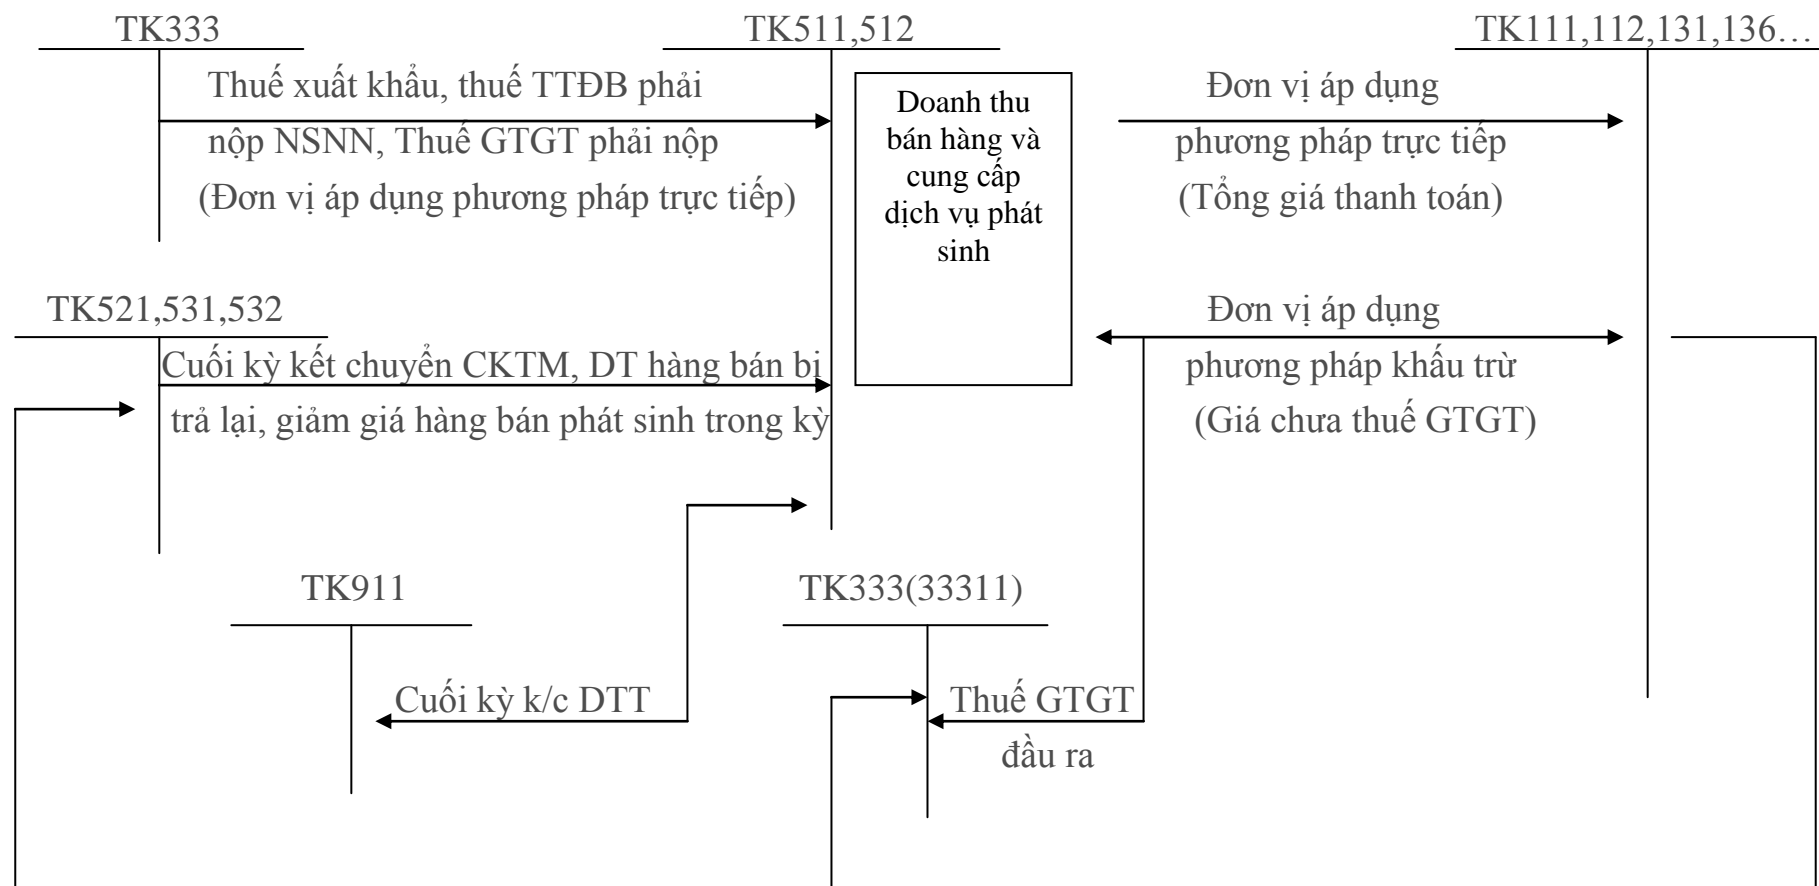 TK333
TK511,512
TK111,112,131,136…
Thuế xuất khẩu, thuế TTĐB phải
nộp NSNN, Thuế GTGT phải nộp
(Đơn vị áp dụng phương pháp trực tiếp)
Doanh thu
bán hàng và
cung cấp
dịch vụ phát
sinh
Đơn vị áp dụng
phương pháp trực tiếp
(Tổng giá thanh toán)
TK521,531,532
Cuối kỳ kết chuyển CKTM, DT hàng bán bị
trả lại, giảm giá hàng bán phát sinh trong kỳ
Đơn vị áp dụng
phương pháp khấu trừ
(Giá chưa thuế GTGT)
TK911
TK333(33311)
Cuối kỳ k/c DTT
Thuế GTGT
đầu ra